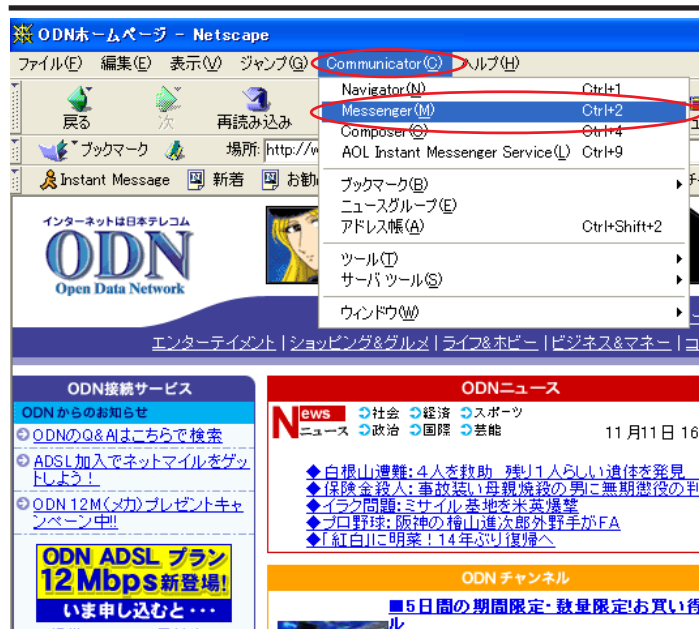 ODNホームページ - Netscape
ファイル(F) 編集(E) 表示(V) ジャンプ(G) Communicator(C) ヘルプ(H)
Navigator(N) Ctrl+1
Messenger(M) Ctrl+2
Composer(O) Ctrl+4
AOL Instant Messenger Service(L) Ctrl+9
ブックマーク(B)
ニュースグループ(E)
アドレス帳(A) Ctrl+Shift+2
ツール(T)
サーバ ツール(S)
ウィンドウ(W)
戻る 次 再読み込み
ブックマーク 場所: http://w
Instant Message 新着 お勧
インターネットは日本テレコム
ODN
Open Data Network
エンターテイメント | ショッピング&グルメ | ライフ&ホビー | ビジネス&マネー | コ
ODN接続サービス
ODNからのお知らせ
ODNのQ&Aはこちらで検索
ADSL加入でネットマイルをゲットしよう！
ODN 12M(メガ)プレゼントキャンペーン中!!
ODN ADSL プラン
12Mbps新登場!
いま申し込むと・・・
ODNニュース
News ニュース
社会 経済 スポーツ
政治 国際 芸能
11月11日 16
◆白根山遭難:４人を救助 残り１人らしい遺体を発見
◆保険金殺人:事故装い母親焼殺の男に無期懲役の判
◆イラク問題:ミサイル基地を米英爆撃
◆プロ野球:阪神の檜山進次郎外野手がFA
◆「紅白」に明菜！14年ぶり復帰へ
ODN チャンネル
■5日間の期間限定・数量限定!お買い得
ル